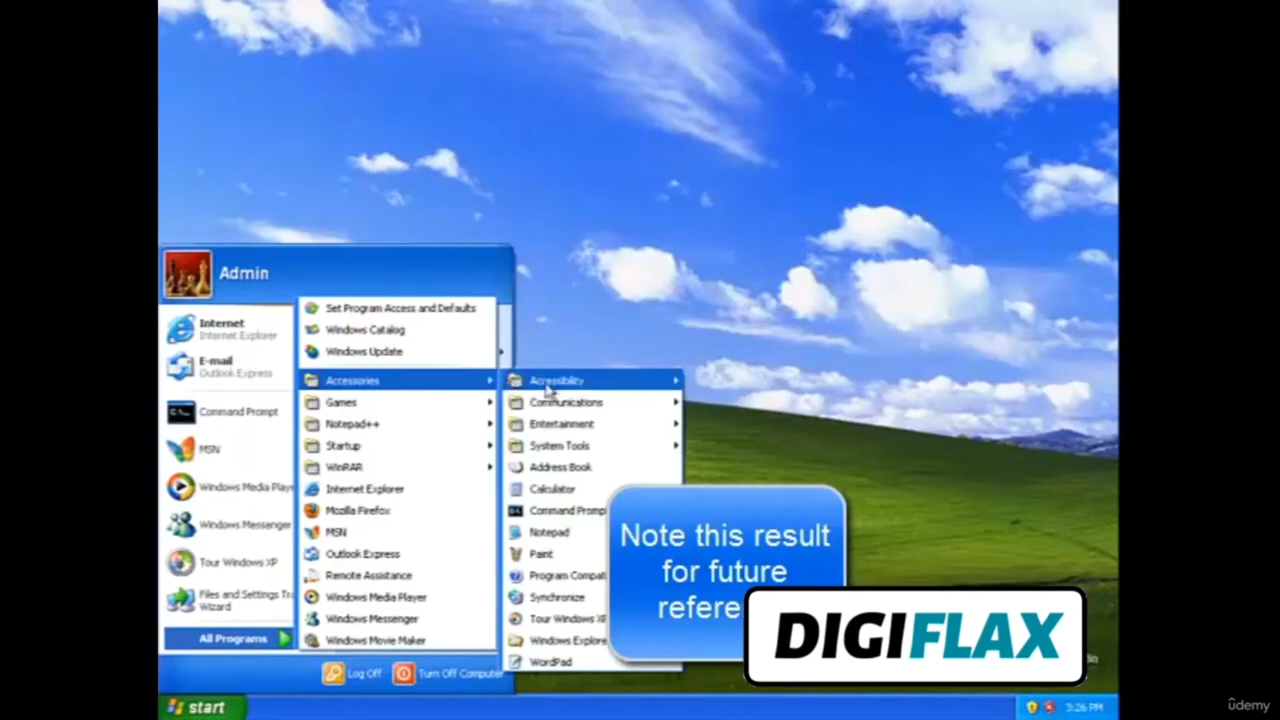 Admin
Internet
Internet Explorer
E-mail
Outlook Express
Command Prompt
MSN
Windows Media Playe
Windows Messenger
Tour Windows XP
Files and Settings Tra
Wizard
All Programs
Set Program Access and Defaults
Windows Catalog
Windows Update
Accessories
Games
Notepad++
Startup
WinRAR
Internet Explorer
Mozilla Firefox
MSN
Outlook Express
Remote Assistance
Windows Media Player
Windows Messenger
Windows Movie Maker
Accessibility
Communications
Entertainment
System Tools
Address Book
Calculator
Command Promp
Notepad
Paint
Program Compat
Synchronize
Tour Windows XP
Windows Explore
WordPad
Note this result
for future
refere
DIGIFLAX
Log Off
Turn Off Computer
start
3:26 PM
ûdemy